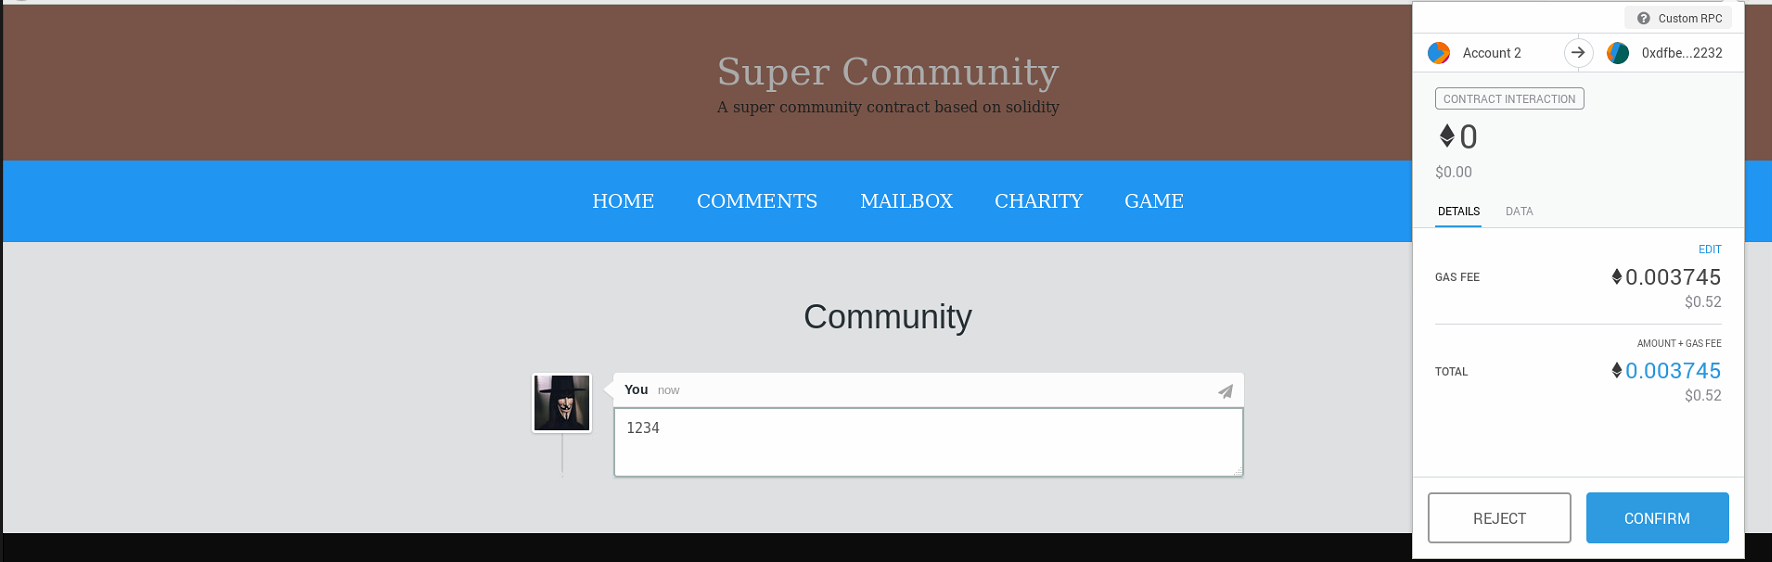 Super Community
A super community contract based on solidity
HOME COMMENTS MAILBOX CHARITY GAME
Community
You now
1234
Custom RPC
Account 2 0xdfbe...2232
CONTRACT INTERACTION
0
$0.00
DETAILS DATA
EDIT
GAS FEE 0.003745
$0.52
AMOUNT + GAS FEE
TOTAL 0.003745
$0.52
REJECT CONFIRM